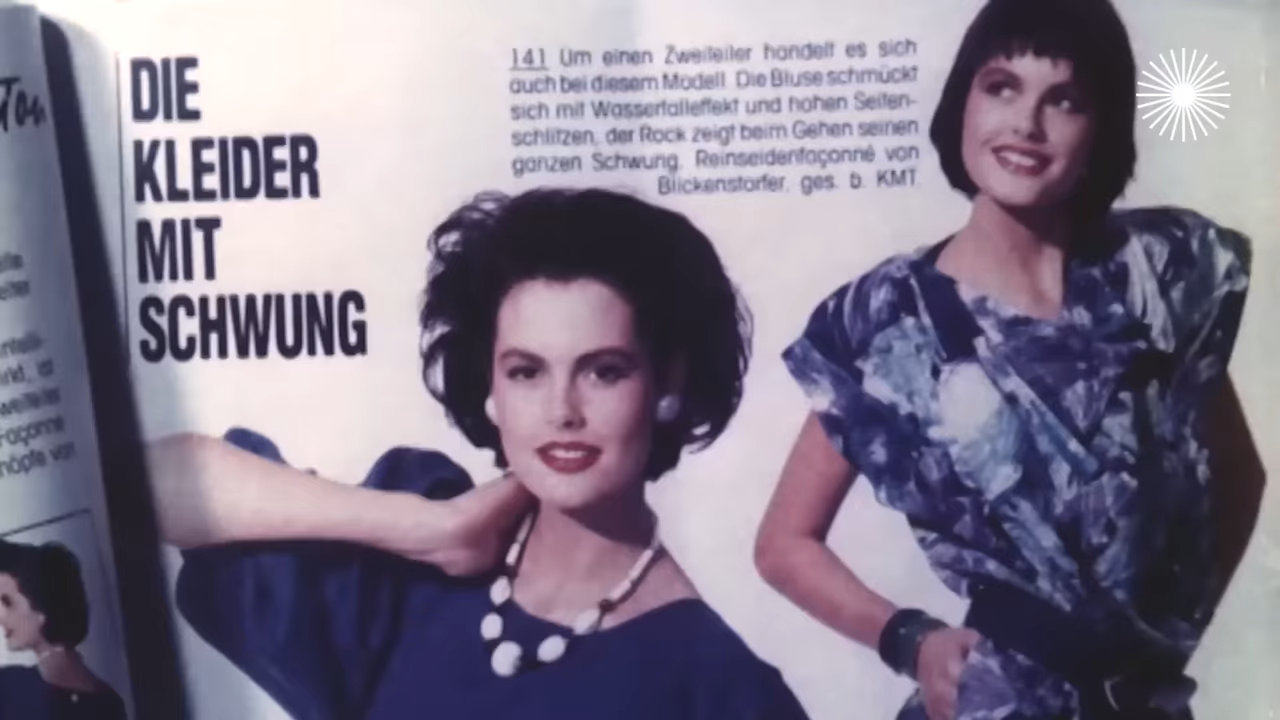 DIE
KLEIDER
MIT
SCHWUNG
141 Um einen Zweiteiler handelt es sich
auch bei diesem Modell. Die Bluse schmückt
sich mit Wasserfalleffekt und hohen Seiten-
schlitzen, der Rock zeigt beim Gehen seinen
ganzen Schwung. Reinseidenfaçonné von
Blickenstorfer, ges. b. KMT.